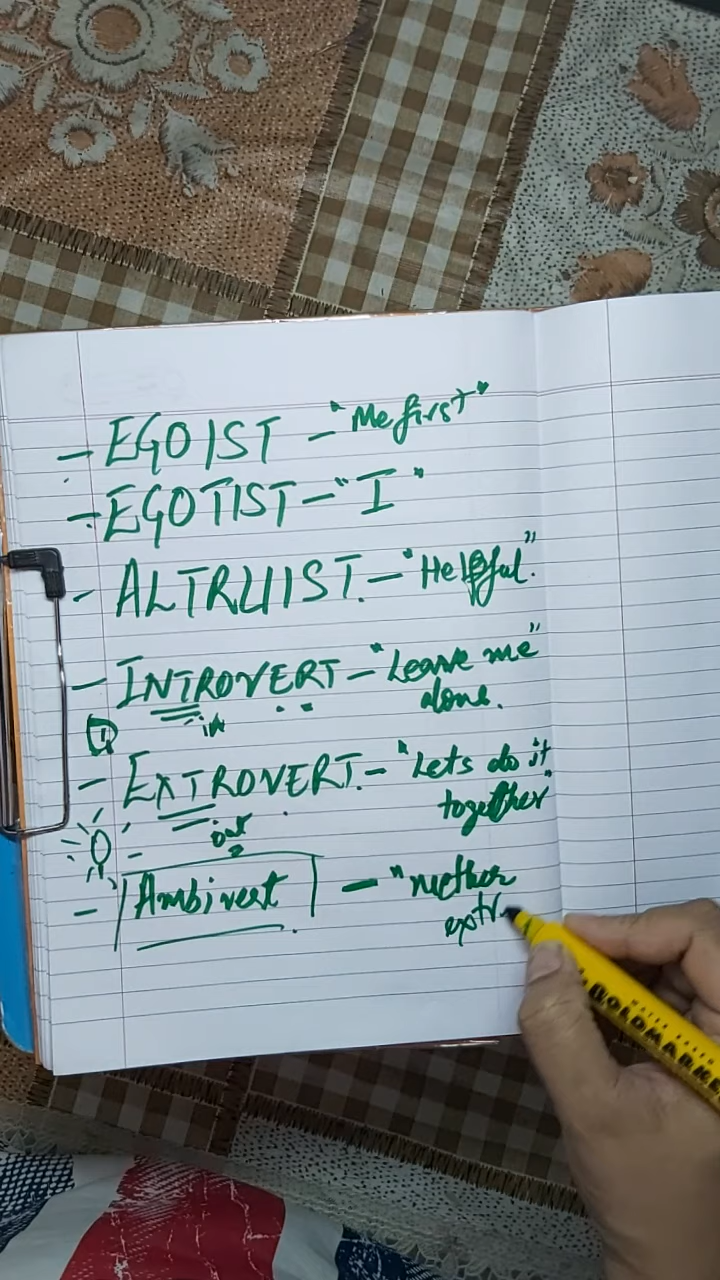 - EGOIST - "Me first"
- EGOTIST - "I"
- ALTRUIST. - "Helpful."
- INTROVERT - "Leave me"
in
alone.
- EXTROVERT. - "Lets do it
out
together"
- Ambivert - "neither
extr